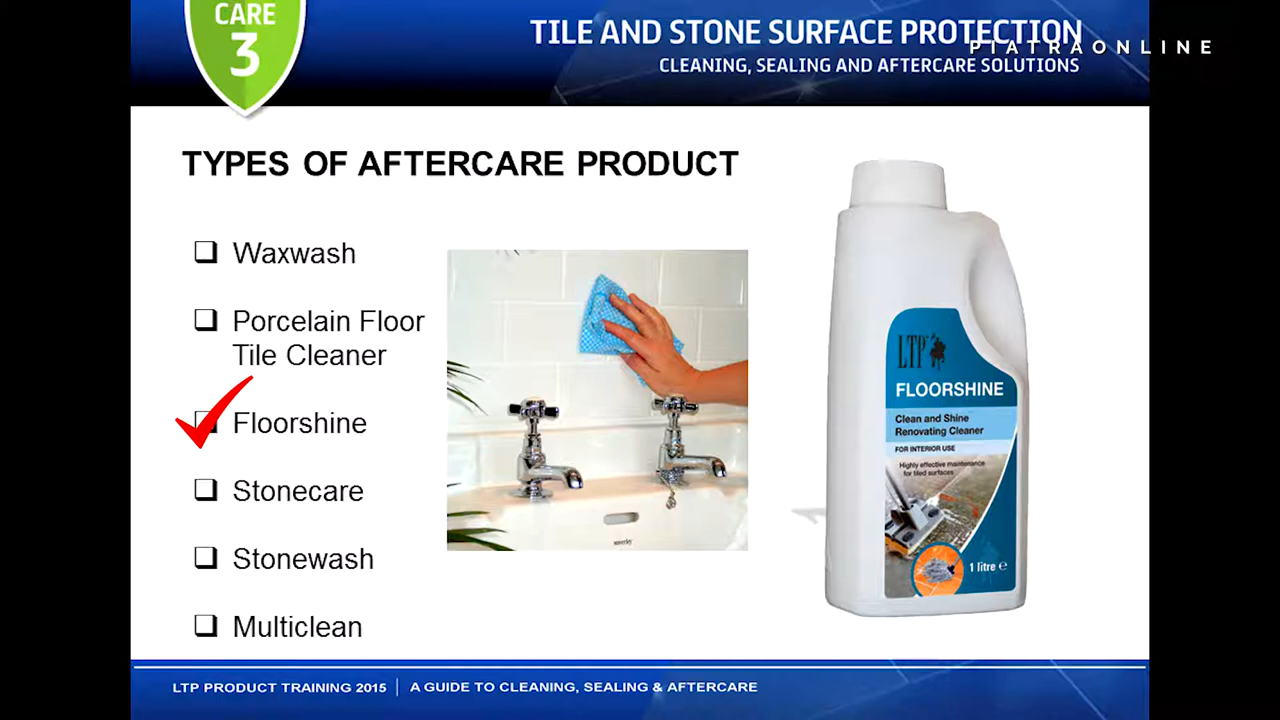 CARE
3
TILE AND STONE SURFACE PROTECTION
PIATRAONLINE
CLEANING, SEALING AND AFTERCARE SOLUTIONS
TYPES OF AFTERCARE PRODUCT
Waxwash
Porcelain Floor
Tile Cleaner
Floorshine
Stonecare
Stonewash
Multiclean
LTP
FLOORSHINE
Clean and Shine
Renovating Cleaner
FOR INTERIOR USE
Highly effective maintenance
for tiled surfaces
1 litre e
LTP PRODUCT TRAINING 2015
A GUIDE TO CLEANING, SEALING & AFTERCARE